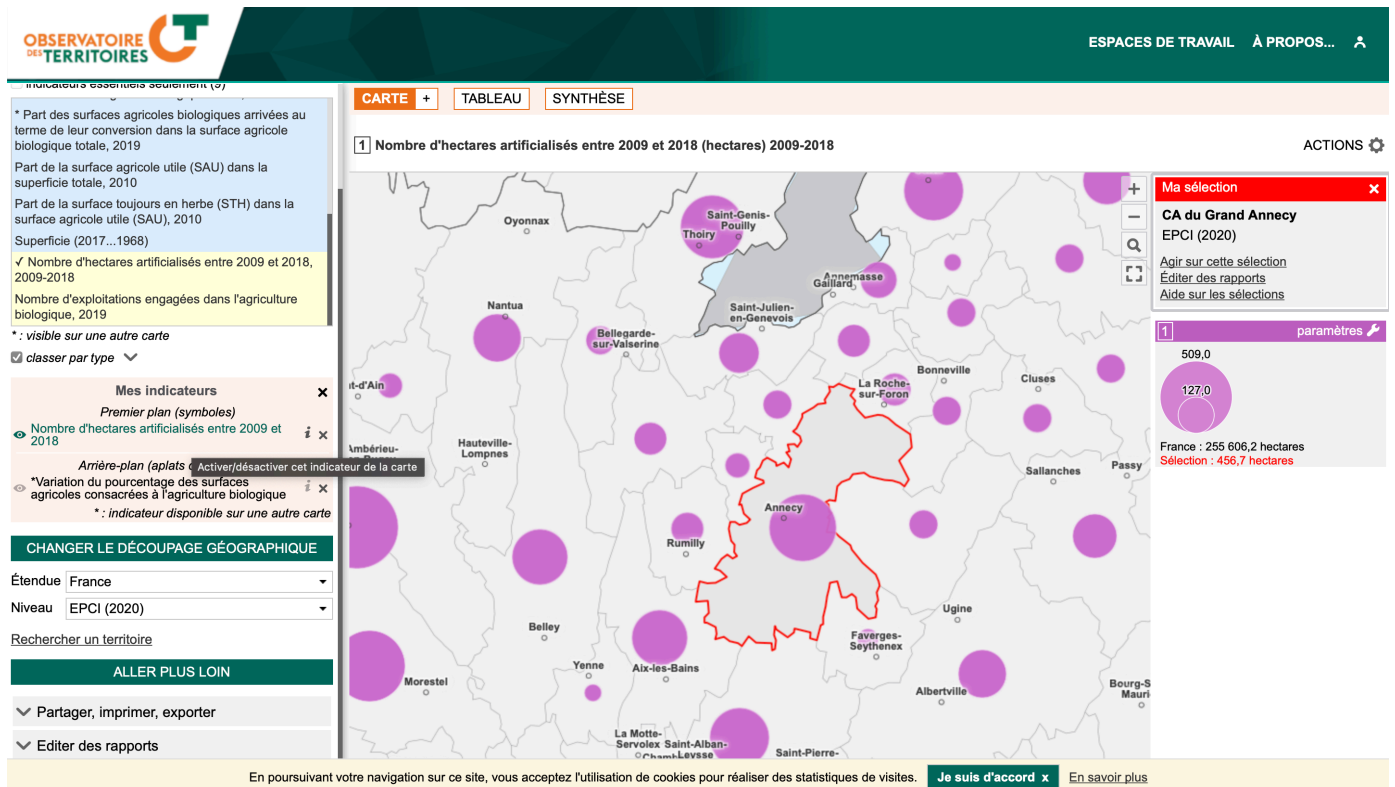 OBSERVATOIRE
DES TERRITOIRES
ESPACES DE TRAVAIL
À PROPOS...
indicateurs essentiels seulement (9)
* Part des surfaces agricoles biologiques arrivées au
terme de leur conversion dans la surface agricole
biologique totale, 2019
Part de la surface agricole utile (SAU) dans la
superficie totale, 2010
Part de la surface toujours en herbe (STH) dans la
surface agricole utile (SAU), 2010
Superficie (2017...1968)
✓ Nombre d'hectares artificialisés entre 2009 et 2018,
2009-2018
Nombre d'exploitations engagées dans l'agriculture
biologique, 2019
* : visible sur une autre carte
classer par type
Mes indicateurs
Premier plan (symboles)
Nombre d'hectares artificialisés entre 2009 et
2018
Arrière-plan (aplats
Activer/désactiver cet indicateur de la carte
*Variation du pourcentage des surfaces
agricoles consacrées à l'agriculture biologique
* : indicateur disponible sur une autre carte
CHANGER LE DÉCOUPAGE GÉOGRAPHIQUE
Étendue France
Niveau EPCI (2020)
Rechercher un territoire
ALLER PLUS LOIN
Partager, imprimer, exporter
Editer des rapports
CARTE +
TABLEAU
SYNTHÈSE
1 Nombre d'hectares artificialisés entre 2009 et 2018 (hectares) 2009-2018
ACTIONS
Oyonnax
Saint-Genis-
Pouilly
Thoiry
Annemasse
Gaillard
Nantua
Saint-Julien-
en-Genevois
Bellegarde-
sur-Valserine
t-d'Ain
Bonneville
La Roche-
sur-Foron
Cluses
Ambérieu-
Hauteville-
Lompnes
Sallanches
Passy
Annecy
Rumilly
Ugine
Belley
Faverges-
Seythenex
Yenne
Aix-les-Bains
Morestel
Albertville
Bourg-S
Mauri
La Motte-
Servolex
Saint-Alban-
Leysse
Saint-Pierre-
Ma sélection
CA du Grand Annecy
EPCI (2020)
Agir sur cette sélection
Éditer des rapports
Aide sur les sélections
1 paramètres
509,0
127,0
France : 255 606,2 hectares
Sélection : 456,7 hectares
En poursuivant votre navigation sur ce site, vous acceptez l'utilisation de cookies pour réaliser des statistiques de visites.
Je suis d'accord x
En savoir plus